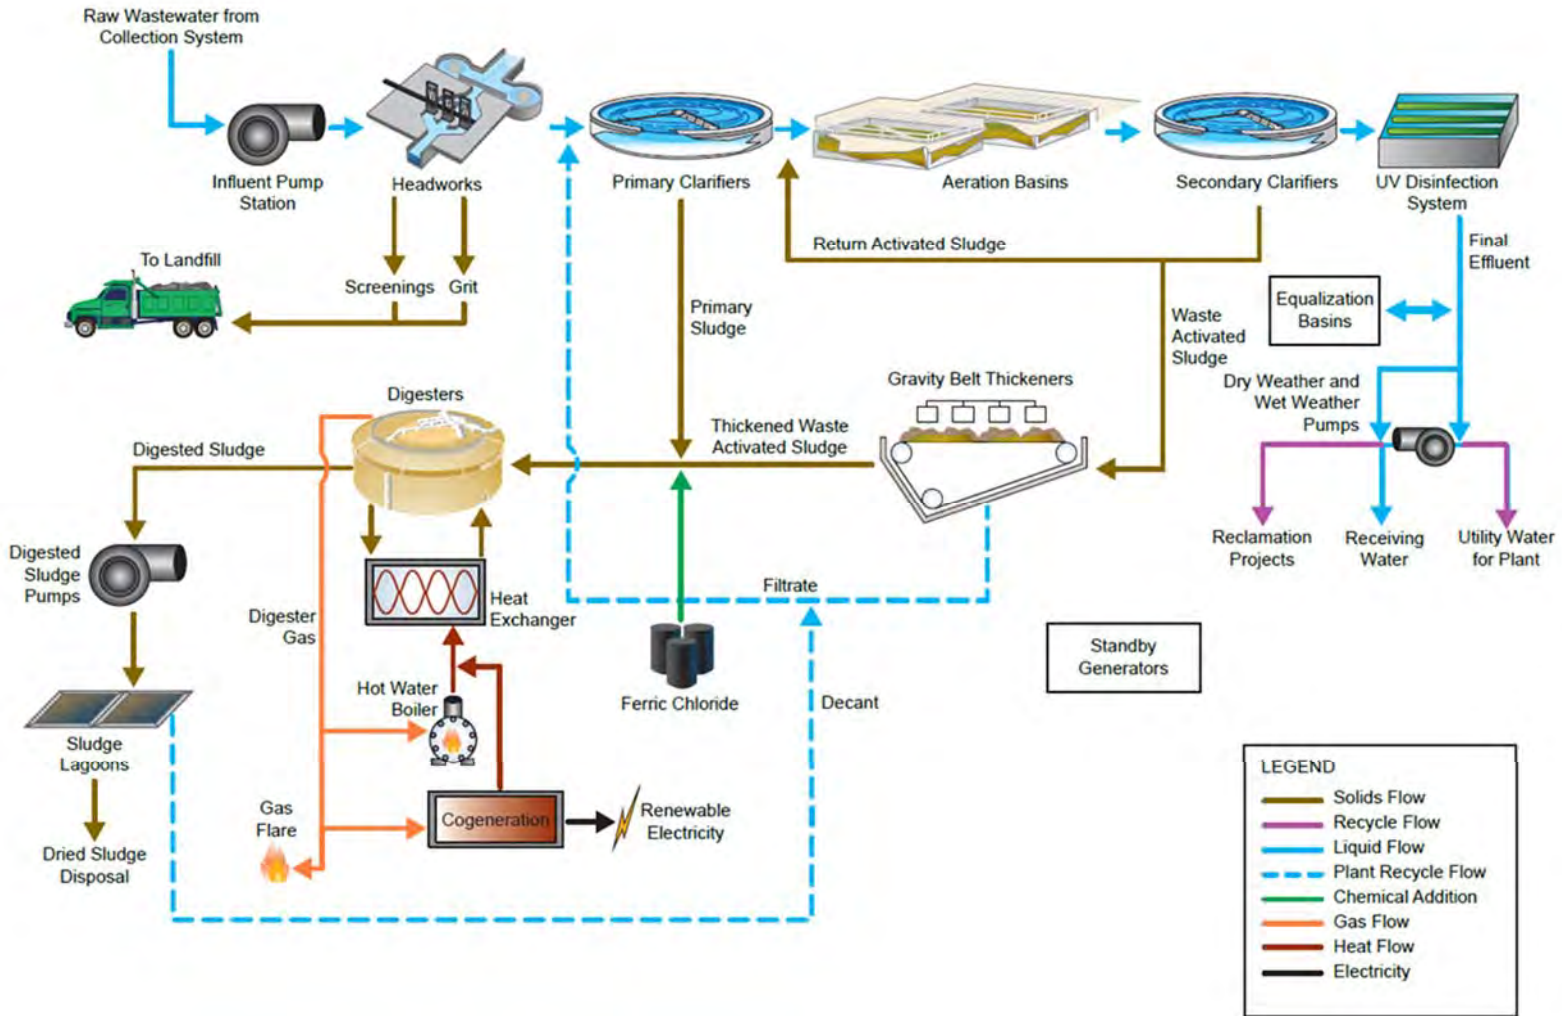 Raw Wastewater from
Collection System
Influent Pump
Station
Headworks
Primary Clarifiers
Aeration Basins
Secondary Clarifiers
UV Disinfection
System
To Landfill
Screenings
Grit
Return Activated Sludge
Final
Effluent
Primary
Sludge
Waste
Activated
Sludge
Equalization
Basins
Gravity Belt Thickeners
Dry Weather and
Wet Weather
Pumps
Digesters
Thickened Waste
Activated Sludge
Digested Sludge
Reclamation
Projects
Receiving
Water
Utility Water
for Plant
Digested
Sludge
Pumps
Heat
Exchanger
Filtrate
Digester
Gas
Standby
Generators
Hot Water
Boiler
Ferric Chloride
Decant
Sludge
Lagoons
Gas
Flare
Cogeneration
Renewable
Electricity
Dried Sludge
Disposal
LEGEND
Solids Flow
Recycle Flow
Liquid Flow
Plant Recycle Flow
Chemical Addition
Gas Flow
Heat Flow
Electricity